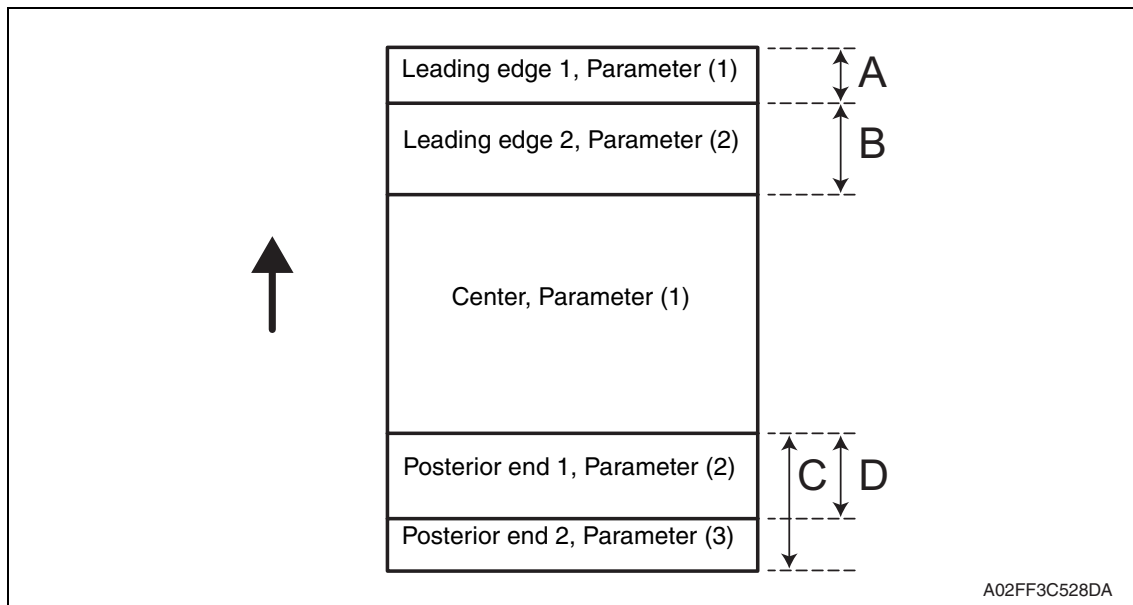 Leading edge 1, Parameter (1)
A
Leading edge 2, Parameter (2)
B
Center, Parameter (1)
Posterior end 1, Parameter (2)
C
D
Posterior end 2, Parameter (3)
A02FF3C528DA